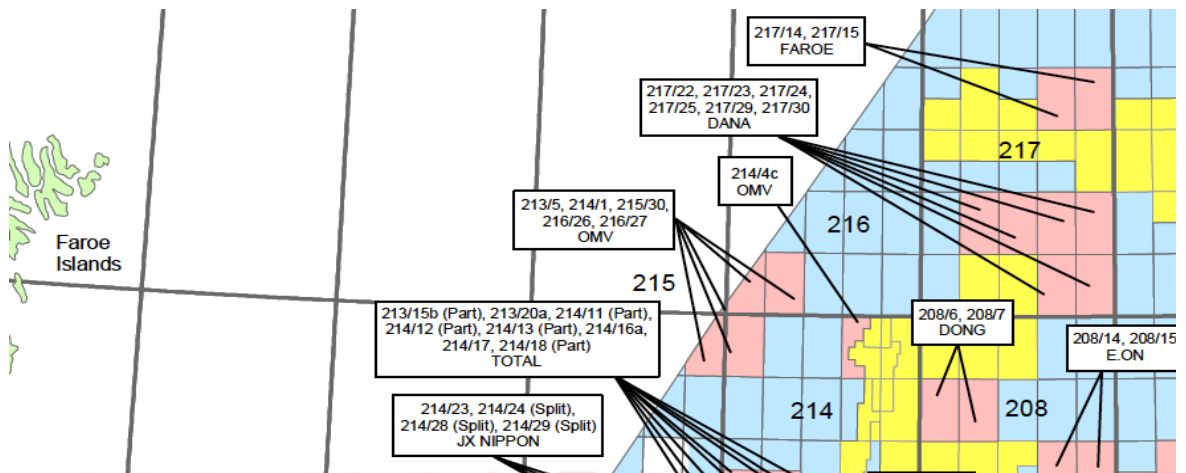 217/14, 217/15
FAROE
217/22, 217/23, 217/24,
217/25, 217/29, 217/30
DANA
217
214/4c
OMV
213/5, 214/1, 215/30,
216/26, 216/27
OMV
216
Faroe
Islands
215
213/15b (Part), 213/20a, 214/11 (Part),
214/12 (Part), 214/13 (Part), 214/16a,
214/17, 214/18 (Part)
TOTAL
208/6, 208/7
DONG
208/14, 208/15
E.ON
214/23, 214/24 (Split),
214/28 (Split), 214/29 (Split)
JX NIPPON
214
208